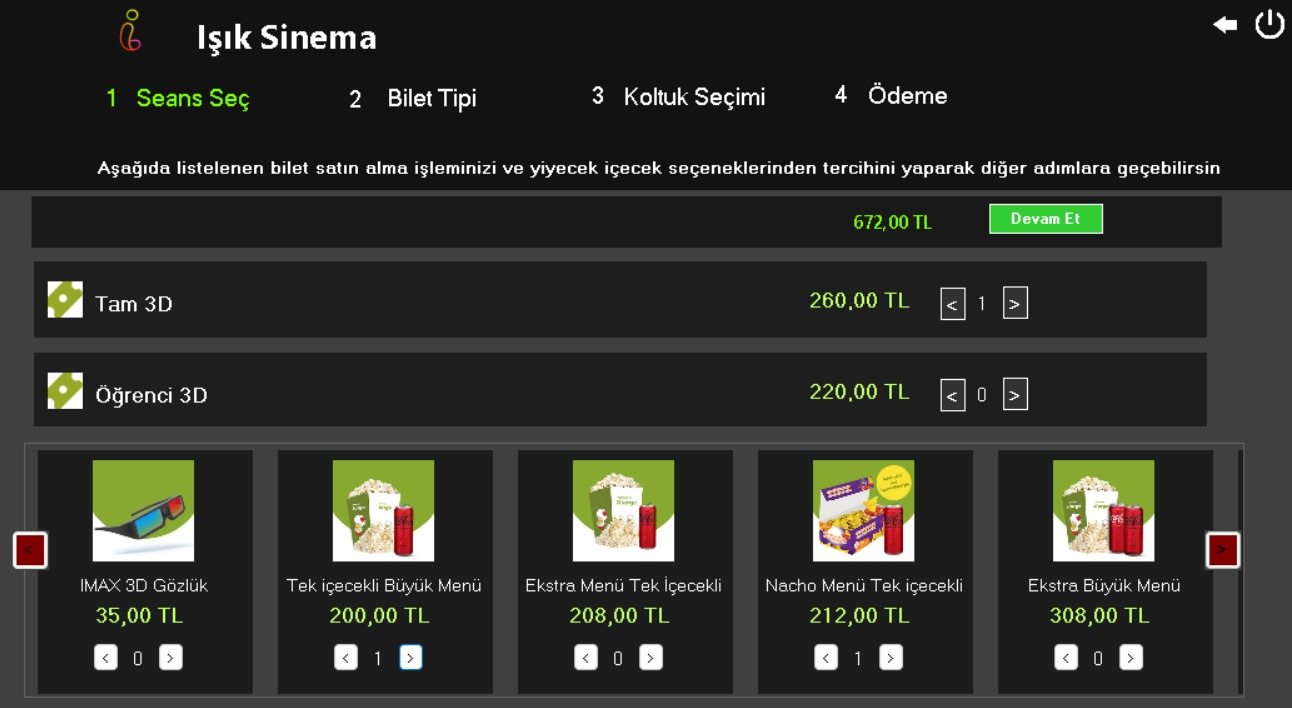 Işık Sinema
1 Seans Seç 2 Bilet Tipi 3 Koltuk Seçimi 4 Ödeme
Aşağıda listelenen bilet satın alma işleminizi ve yiyecek içecek seçeneklerinden tercihini yaparak diğer adımlara geçebilirsin
672,00 TL Devam Et
Tam 3D 260,00 TL < 1 >
Öğrenci 3D 220,00 TL < 0 >
< >
IMAX 3D Gözlük Tek içecekli Büyük Menü Ekstra Menü Tek İçecekli Nacho Menü Tek içecekli Ekstra Büyük Menü
35,00 TL 200,00 TL 208,00 TL 212,00 TL 308,00 TL
< 0 > < 1 > < 0 > < 1 > < 0 >